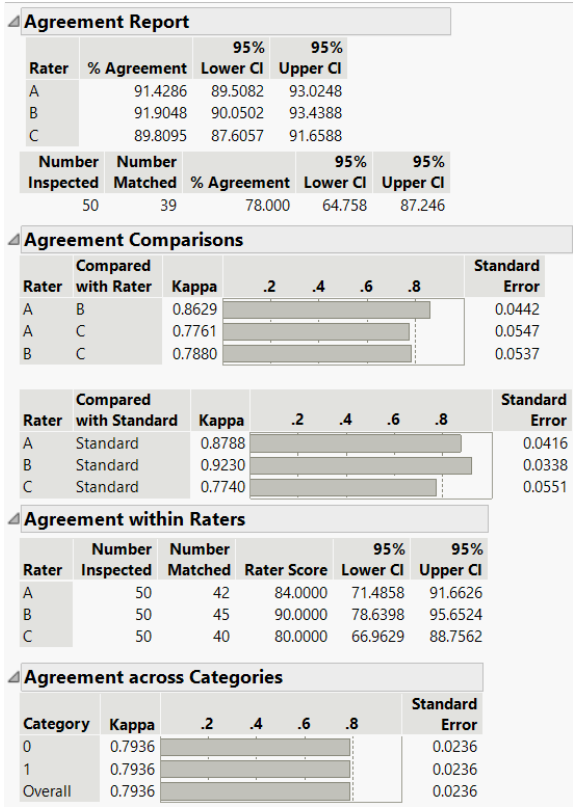 Agreement Report
95% 95%
Rater % Agreement Lower CI Upper CI
A 91.4286 89.5082 93.0248
B 91.9048 90.0502 93.4388
C 89.8095 87.6057 91.6588
Number Number 95% 95%
Inspected Matched % Agreement Lower CI Upper CI
50 39 78.000 64.758 87.246
Agreement Comparisons
Compared Standard
Rater with Rater Kappa .2 .4 .6 .8 Error
A B 0.8629 0.0442
A C 0.7761 0.0547
B C 0.7880 0.0537
Compared Standard
Rater with Standard Kappa .2 .4 .6 .8 Error
A Standard 0.8788 0.0416
B Standard 0.9230 0.0338
C Standard 0.7740 0.0551
Agreement within Raters
Number Number 95% 95%
Rater Inspected Matched Rater Score Lower CI Upper CI
A 50 42 84.0000 71.4858 91.6626
B 50 45 90.0000 78.6398 95.6524
C 50 40 80.0000 66.9629 88.7562
Agreement across Categories
Standard
Category Kappa .2 .4 .6 .8 Error
0 0.7936 0.0236
1 0.7936 0.0236
Overall 0.7936 0.0236